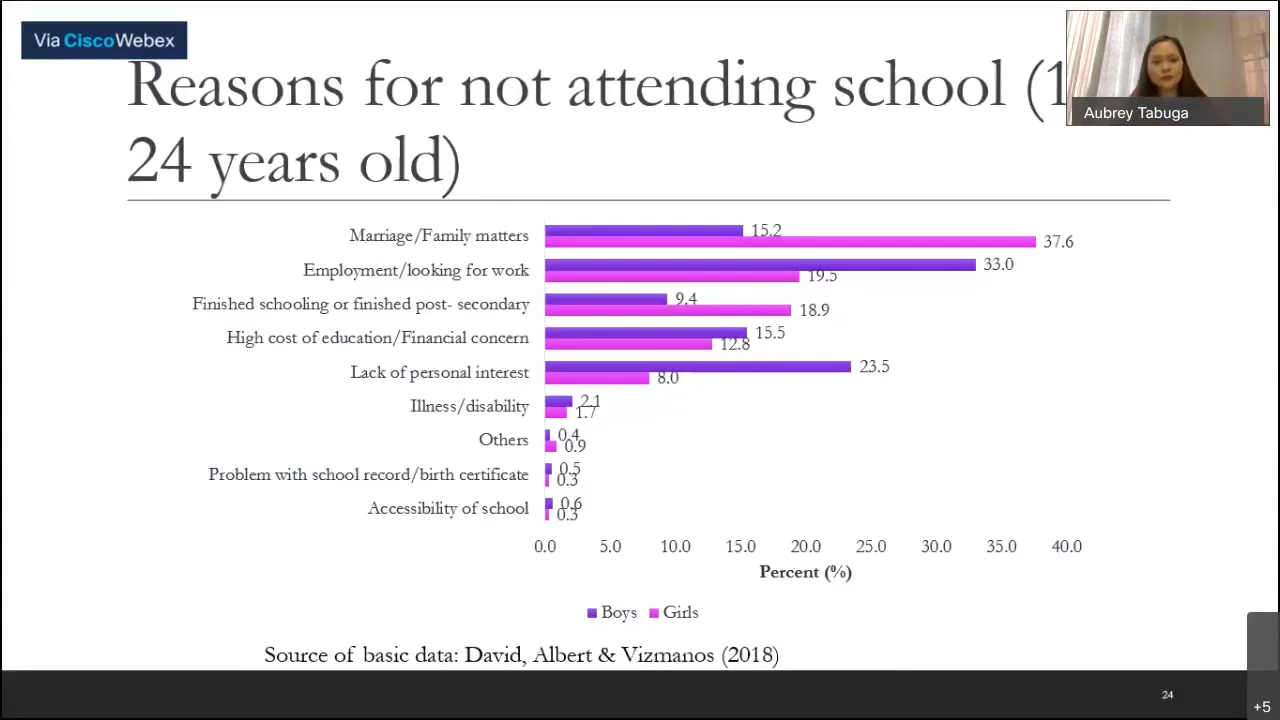 Via CiscoWebex
Reasons for not attending school (1
24 years old)
Aubrey Tabuga
Marriage/Family matters
15.2
37.6
Employment/looking for work
33.0
19.5
Finished schooling or finished post- secondary
9.4
18.9
High cost of education/Financial concern
15.5
12.8
Lack of personal interest
23.5
8.0
Illness/disability
2.1
1.7
Others
0.4
0.9
Problem with school record/birth certificate
0.5
0.3
Accessibility of school
0.6
0.3
0.0 5.0 10.0 15.0 20.0 25.0 30.0 35.0 40.0
Percent (%)
Boys Girls
Source of basic data: David, Albert & Vizmanos (2018)
24
+5